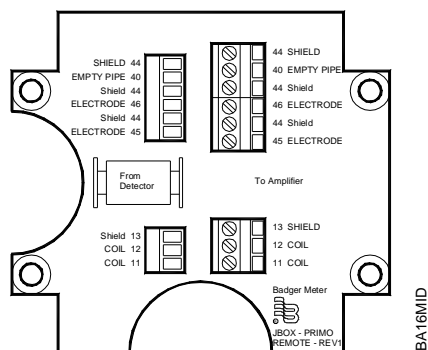 SHIELD 44
EMPTY PIPE 40
Shield 44
ELECTRODE 46
Shield 44
ELECTRODE 45
44 SHIELD
40 EMPTY PIPE
44 Shield
46 ELECTRODE
44 Shield
45 ELECTRODE
From
Detector
To Amplifier
Shield 13
COIL 12
COIL 11
13 SHIELD
12 COIL
11 COIL
Badger Meter
JBOX - PRIMO
REMOTE - REV1
BA16MID